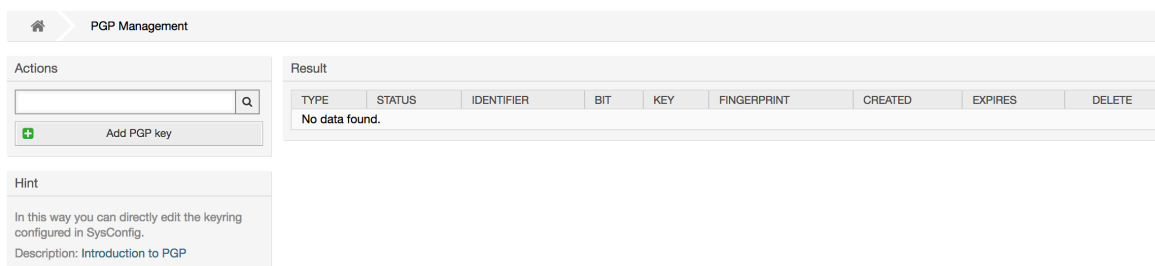 PGP Management
Actions
Add PGP key
Hint
In this way you can directly edit the keyring
configured in SysConfig.
Description: Introduction to PGP
Result
TYPE STATUS IDENTIFIER BIT KEY FINGERPRINT CREATED EXPIRES DELETE
No data found.